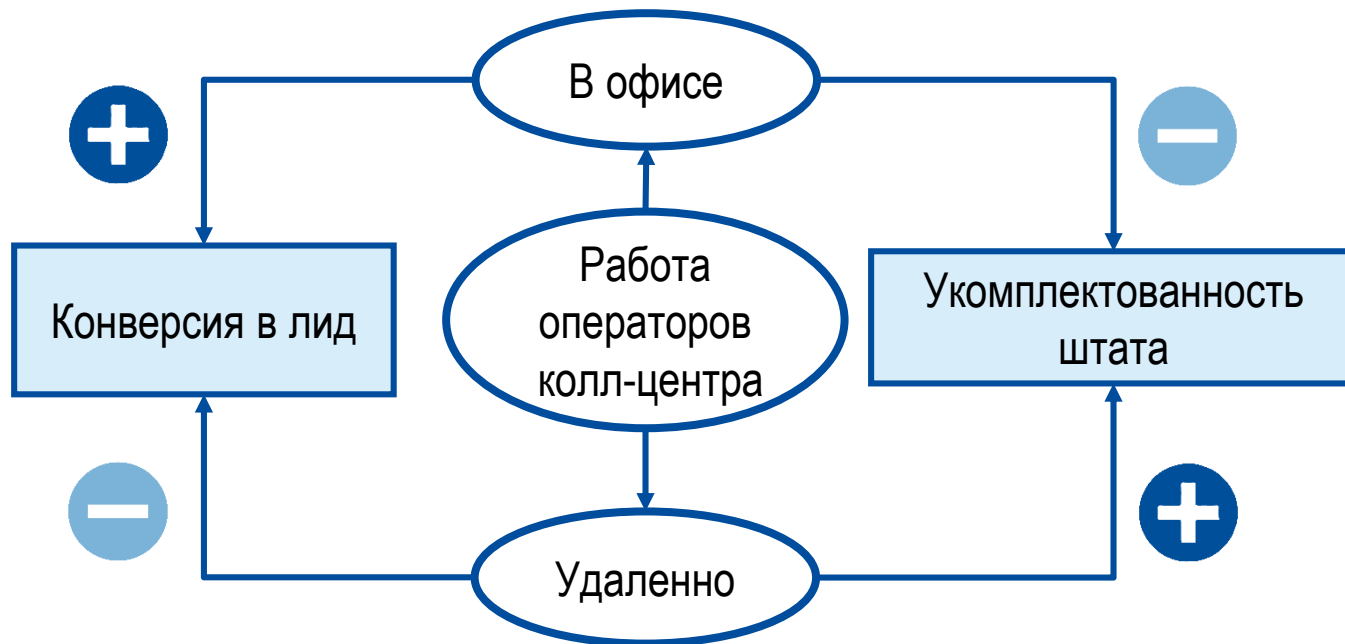 В офисе
Конверсия в лид
Работа
операторов
колл-центра
Укомплектованность
штата
Удаленно